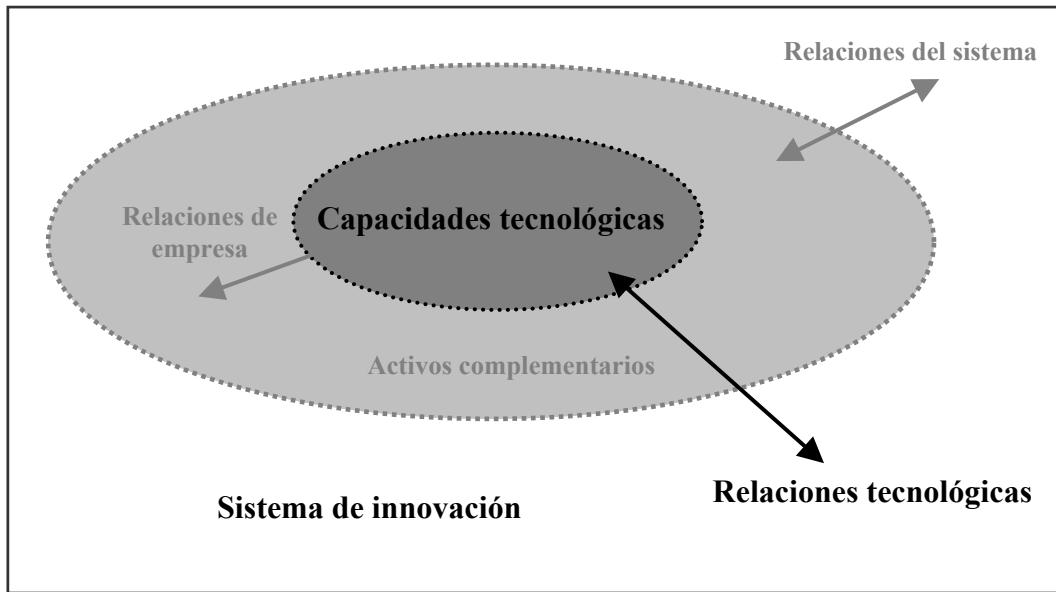 Relaciones del sistema
Relaciones de
empresa
Capacidades tecnológicas
Activos complementarios
Relaciones tecnológicas
Sistema de innovación